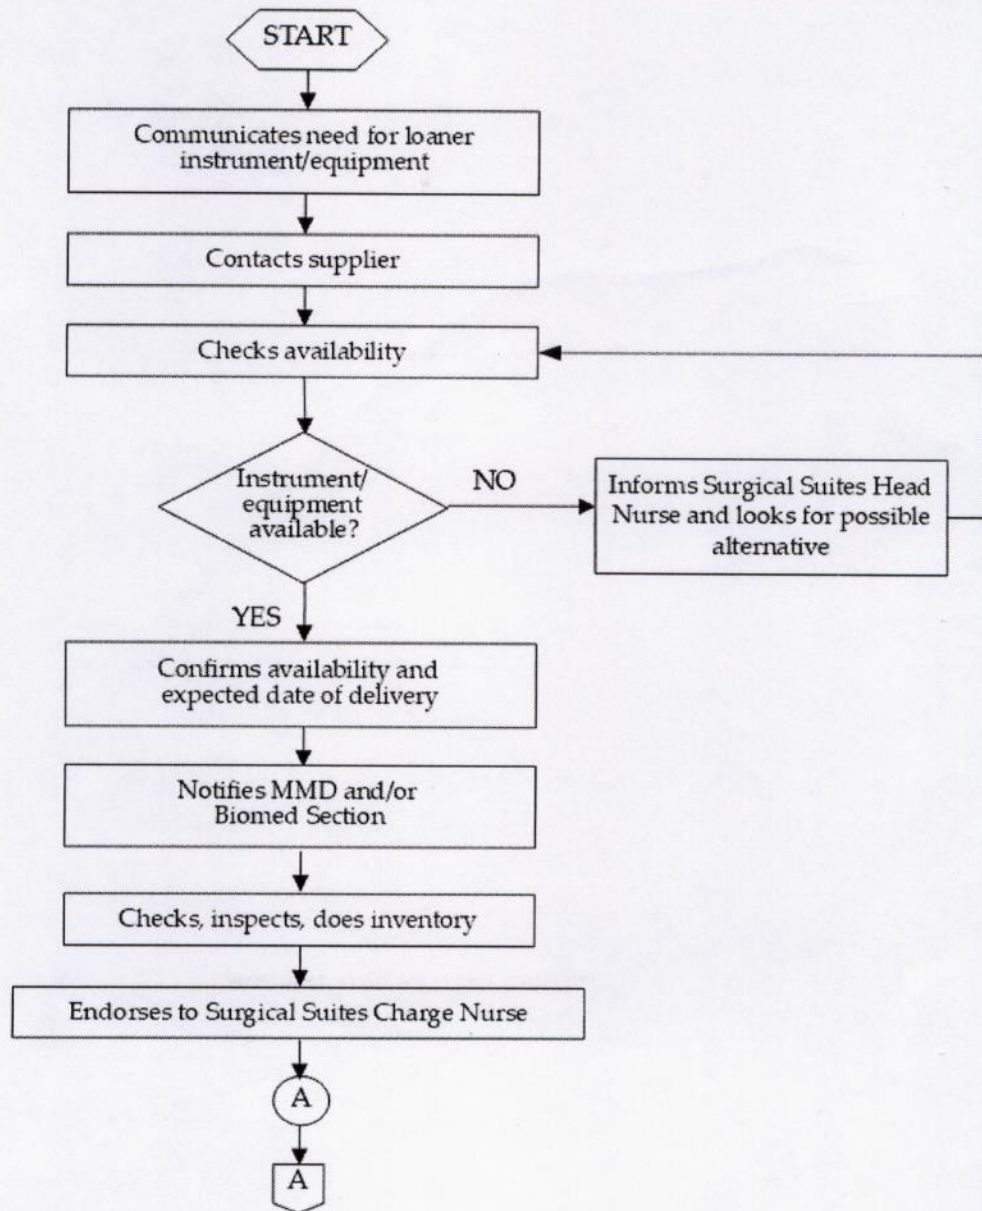 START
Communicates need for loaner
instrument/equipment
Contacts supplier
Checks availability
Instrument/
equipment
available?
NO
Informs Surgical Suites Head
Nurse and looks for possible
alternative
YES
Confirms availability and
expected date of delivery
Notifies MMD and/or
Biomed Section
Checks, inspects, does inventory
Endorses to Surgical Suites Charge Nurse
A
A